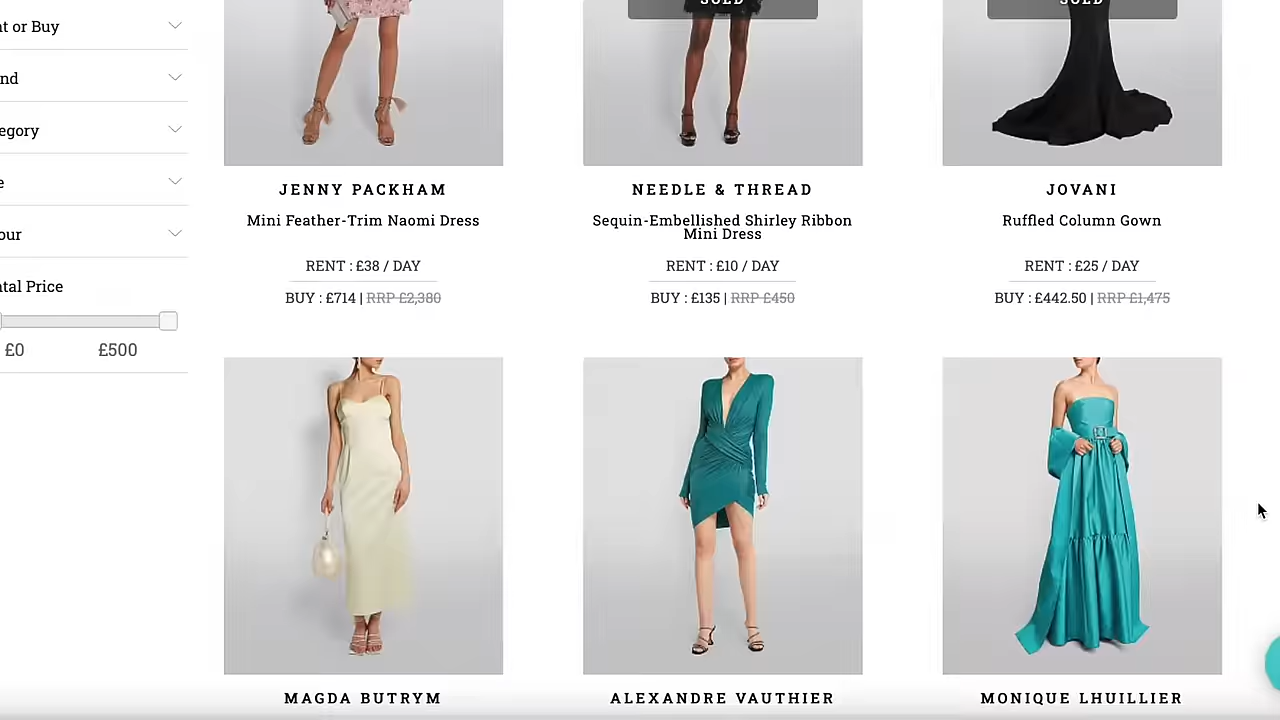 nt or Buy
nd
egory
e
our
ntal Price
£0 £500
SOLD
SOLD
JENNY PACKHAM
Mini Feather-Trim Naomi Dress
RENT : £38 / DAY
BUY : £714 | RRP £2,380
NEEDLE & THREAD
Sequin-Embellished Shirley Ribbon
Mini Dress
RENT : £10 / DAY
BUY : £135 | RRP £450
JOVANI
Ruffled Column Gown
RENT : £25 / DAY
BUY : £442.50 | RRP £1,475
MAGDA BUTRYM
ALEXANDRE VAUTHIER
MONIQUE LHUILLIER